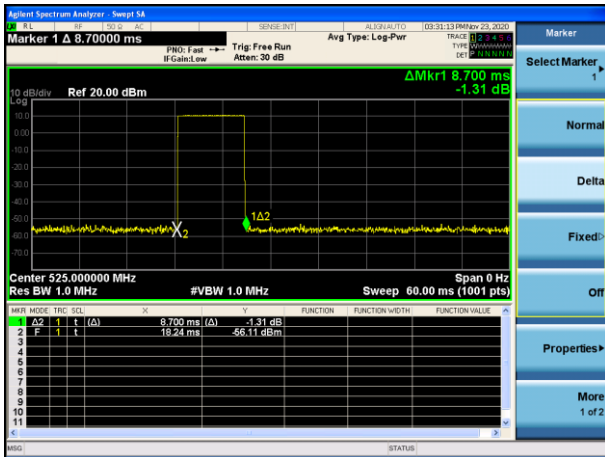 Agilent Spectrum Analyzer - Swept SA
RL RF 50 Ω AC SENSE:INT ALIGNAUTO 03:31:13 PM Nov 23, 2020
Marker 1 Δ 8.70000 ms
PNO: Fast
IFGain:Low
Trig: Free Run
Atten: 30 dB
Avg Type: Log-Pwr
TRACE 1 2 3 4 5 6
TYPE
DET P N N N N N
ΔMkr1 8.700 ms
-1.31 dB
10 dB/div Ref 20.00 dBm
Log
10.0
0.00
-10.0
-20.0
-30.0
-40.0
-50.0
-60.0
-70.0
2
1Δ2
Center 525.000000 MHz Span 0 Hz
Res BW 1.0 MHz #VBW 1.0 MHz Sweep 60.00 ms (1001 pts)
MKR MODE TRC SCL X Y FUNCTION FUNCTION WIDTH FUNCTION VALUE
1 Δ2 1 t (Δ) 8.700 ms (Δ) -1.31 dB
2 F 1 t 18.24 ms -56.11 dBm
3
4
5
6
7
8
9
10
11
MSG STATUS
Marker
Select Marker
1
Normal
Delta
Fixed
Off
Properties
More
1 of 2